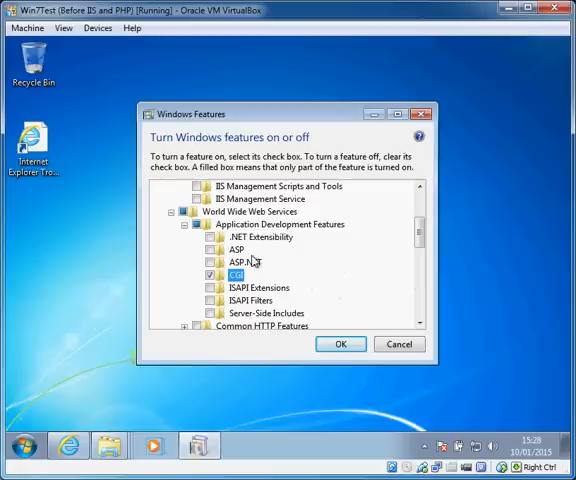 Win7Test (Before IIS and PHP) [Running] - Oracle VM VirtualBox
Machine View Devices Help
Recycle Bin
Internet
Explorer Tro...
Windows Features
Turn Windows features on or off
To turn a feature on, select its check box. To turn a feature off, clear its
check box. A filled box means that only part of the feature is turned on.
IIS Management Scripts and Tools
IIS Management Service
World Wide Web Services
Application Development Features
.NET Extensibility
ASP
ASP.NET
CGI
ISAPI Extensions
ISAPI Filters
Server-Side Includes
Common HTTP Features
OK Cancel
15:28
10/01/2015
Right Ctrl